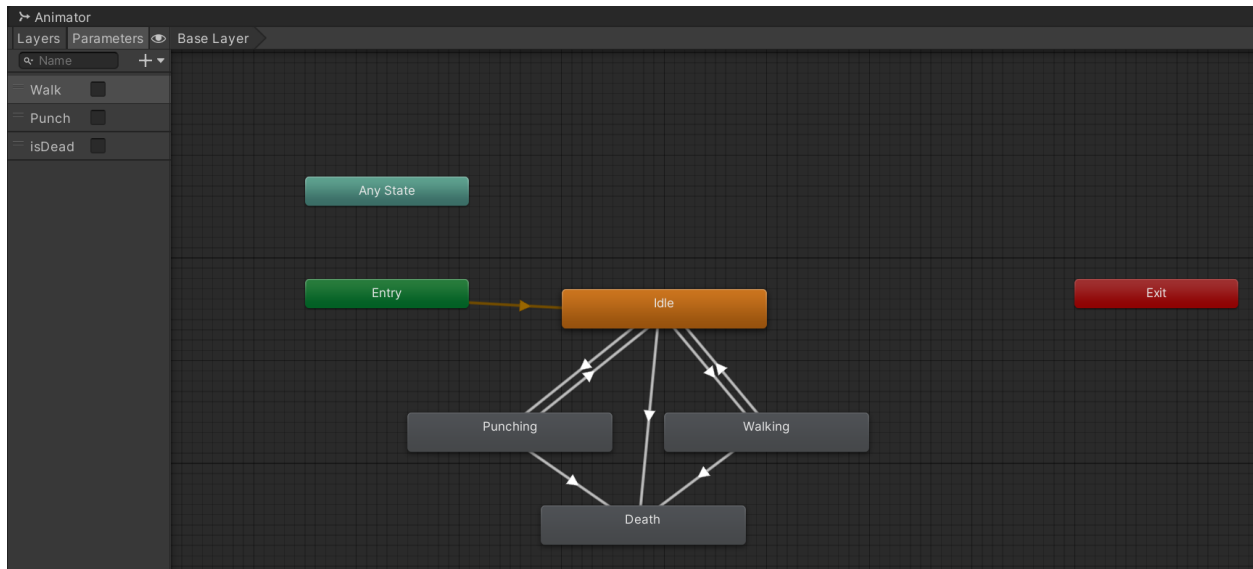 Animator
Layers Parameters Base Layer
Name
Walk
Punch
isDead
Any State
Entry
Idle
Exit
Punching
Walking
Death